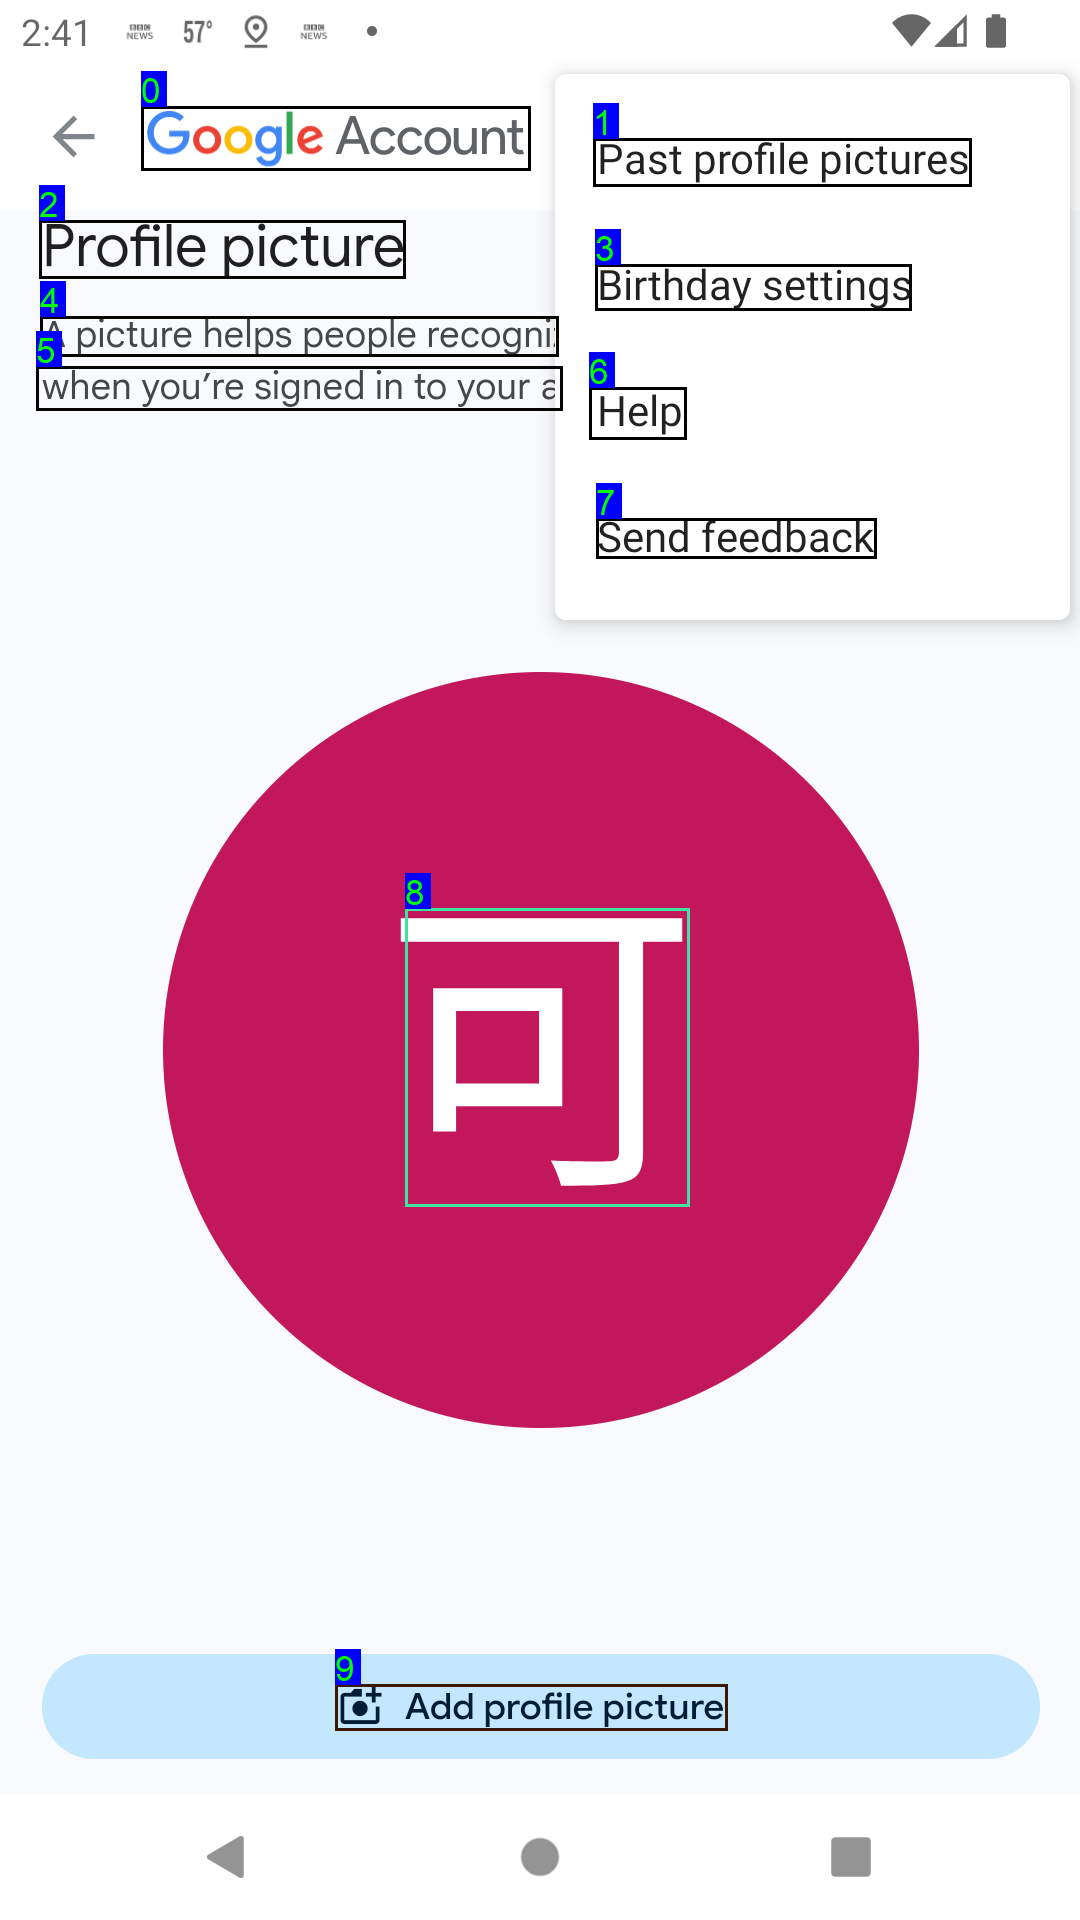 2:41
BBC NEWS
57°
BBC NEWS
0
Google Account
1
Past profile pictures
2
Profile picture
3
Birthday settings
4
A picture helps people recogni
5
when you’re signed in to your a
6
Help
7
Send feedback
8
可
9
Add profile picture